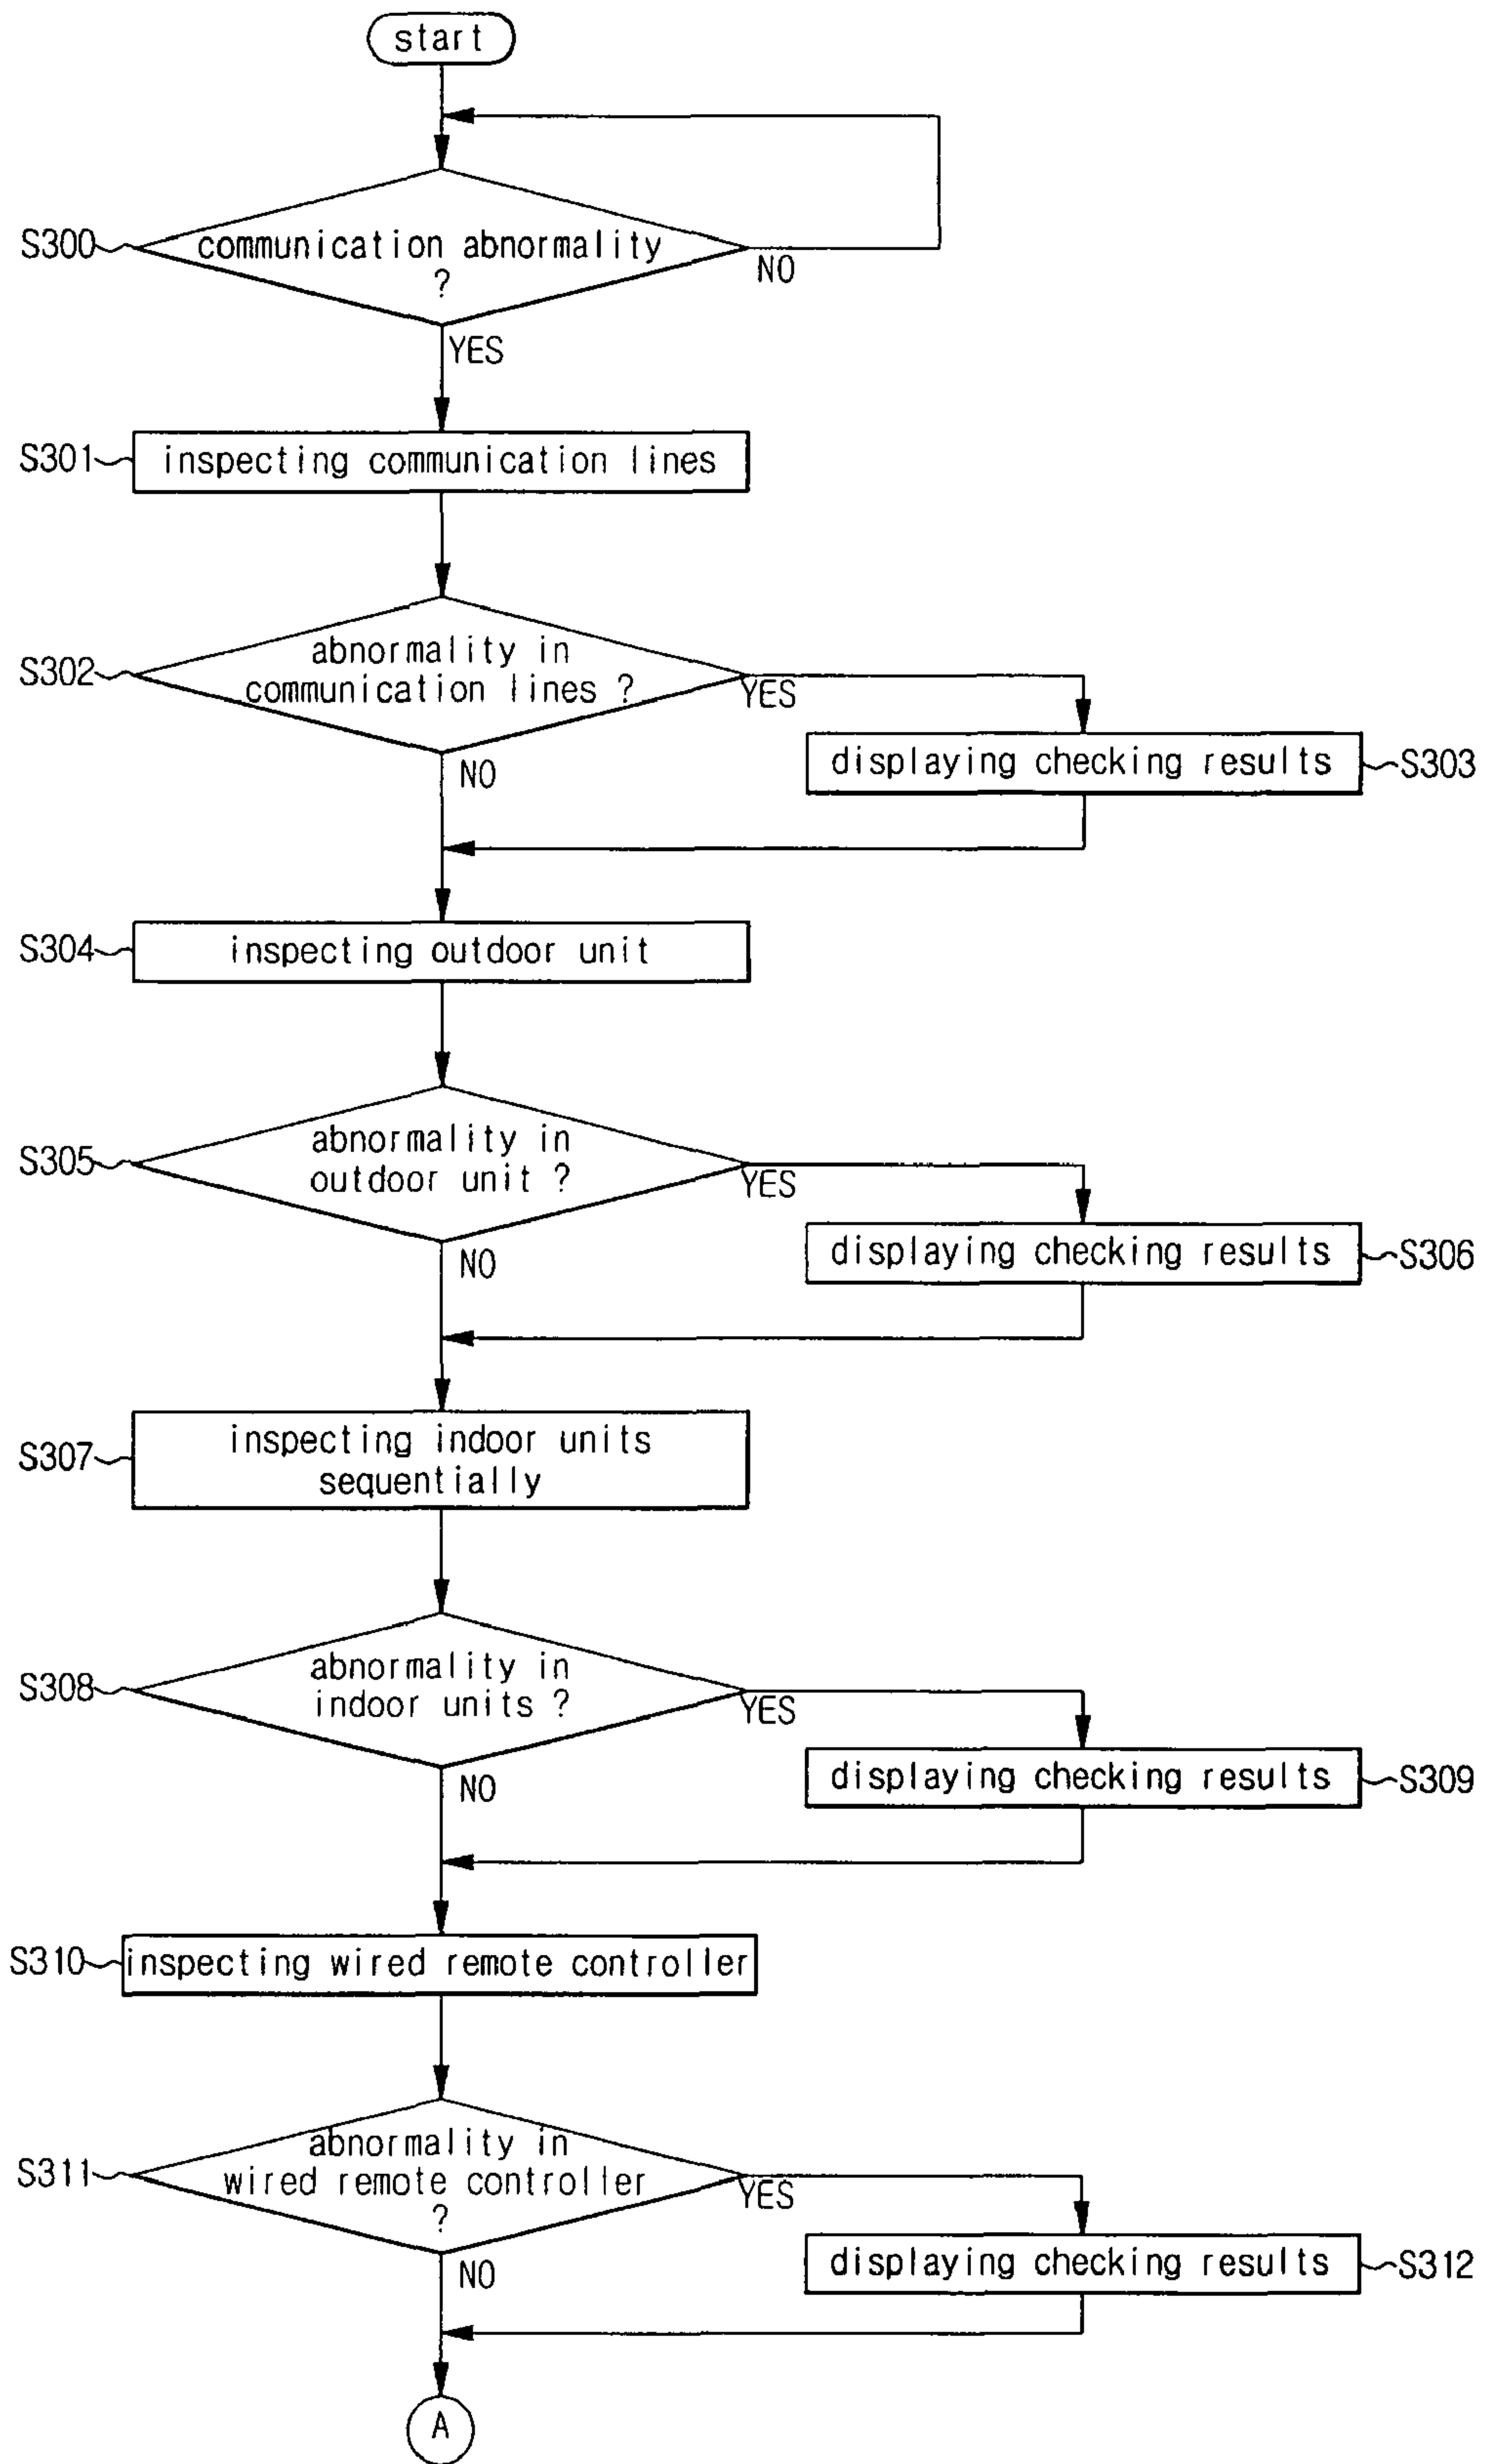 start
S300
communication abnormality
?
NO
YES
S301
inspecting communication lines
S302
abnormality in
communication lines ?
YES
NO
displaying checking results
S303
S304
inspecting outdoor unit
S305
abnormality in
outdoor unit ?
YES
NO
displaying checking results
S306
S307
inspecting indoor units
sequentially
S308
abnormality in
indoor units ?
YES
NO
displaying checking results
S309
S310
inspecting wired remote controller
S311
abnormality in
wired remote controller
?
YES
NO
displaying checking results
S312
A